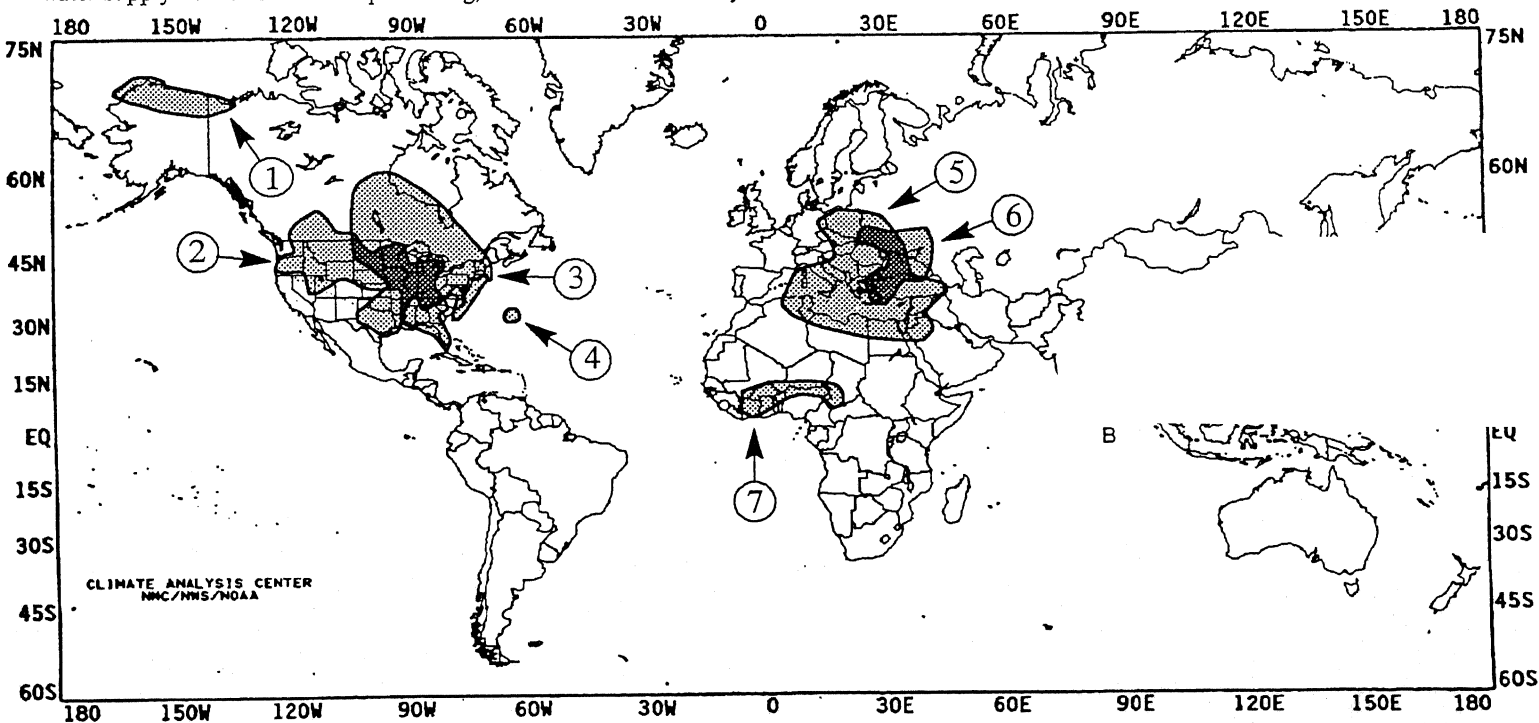 180 150W 120W 90W 60W 30W 0 30E 60E 90E 120E 150E 180
75N 75N
1
60N 60N
5
6
2
3
45N
4
30N
15N
EQ B EQ
7
15S 15S
30S 30S
CLIMATE ANALYSIS CENTER
NMC/NWS/NOAA
45S 45S
60S 60S
180 150W 120W 90W 60W 30W 0 30E 60E 90E 120E 150E 180